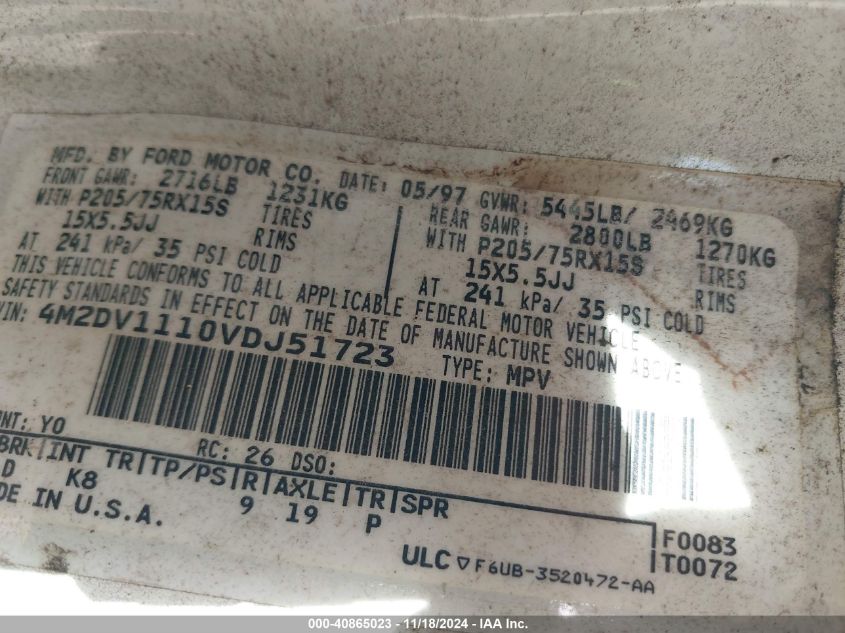 MFD. BY FORD MOTOR CO. DATE: 05/97 GVWR: 5445LB/ 2469KG
FRONT GAWR: 2716LB 1231KG REAR GAWR: 2800LB 1270KG
WITH P205/75RX15S TIRES WITH P205/75RX15S TIRES
15X5.5JJ RIMS 15X5.5JJ RIMS
AT 241 kPa/ 35 PSI COLD AT 241 kPa/ 35 PSI COLD
THIS VEHICLE CONFORMS TO ALL APPLICABLE FEDERAL MOTOR VEHICLE
SAFETY STANDARDS IN EFFECT ON THE DATE OF MANUFACTURE SHOWN ABOVE
VIN: 4M2DV1110VDJ51723 TYPE: MPV
PNT: YO
RC: 26 DSO:
BRK INT TR TP/PS R AXLE TR SPR
D K8 9 19 P
DE IN U.S.A.
F0083
T0072
ULC F6UB-3520472-AA
000-40865023 - 11/18/2024 - IAA Inc.